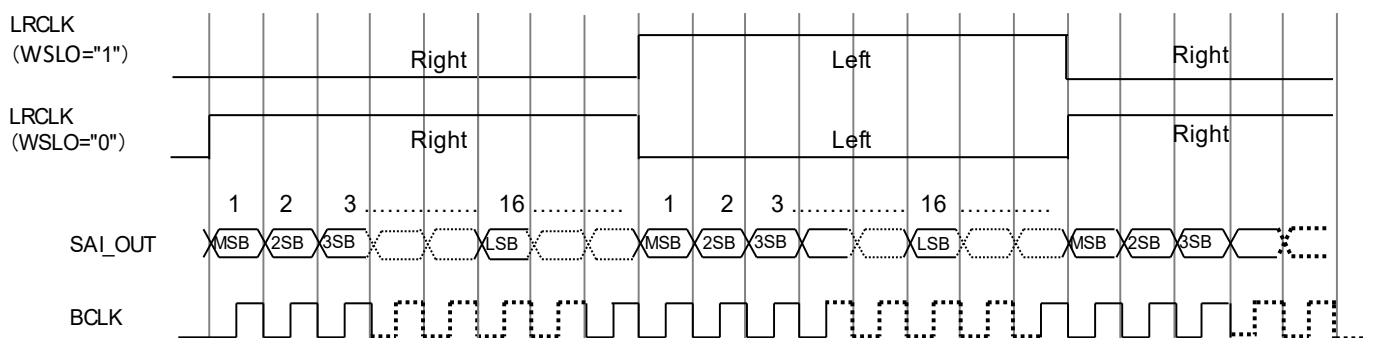 LRCLK
(WSLO="1")
Right Left Right
LRCLK
(WSLO="0")
Right Left Right
1 2 3 ............... 16 ............ 1 2 3 ............... 16 ............
SAI_OUT MSB 2SB 3SB LSB MSB 2SB 3SB LSB MSB 2SB 3SB
BCLK